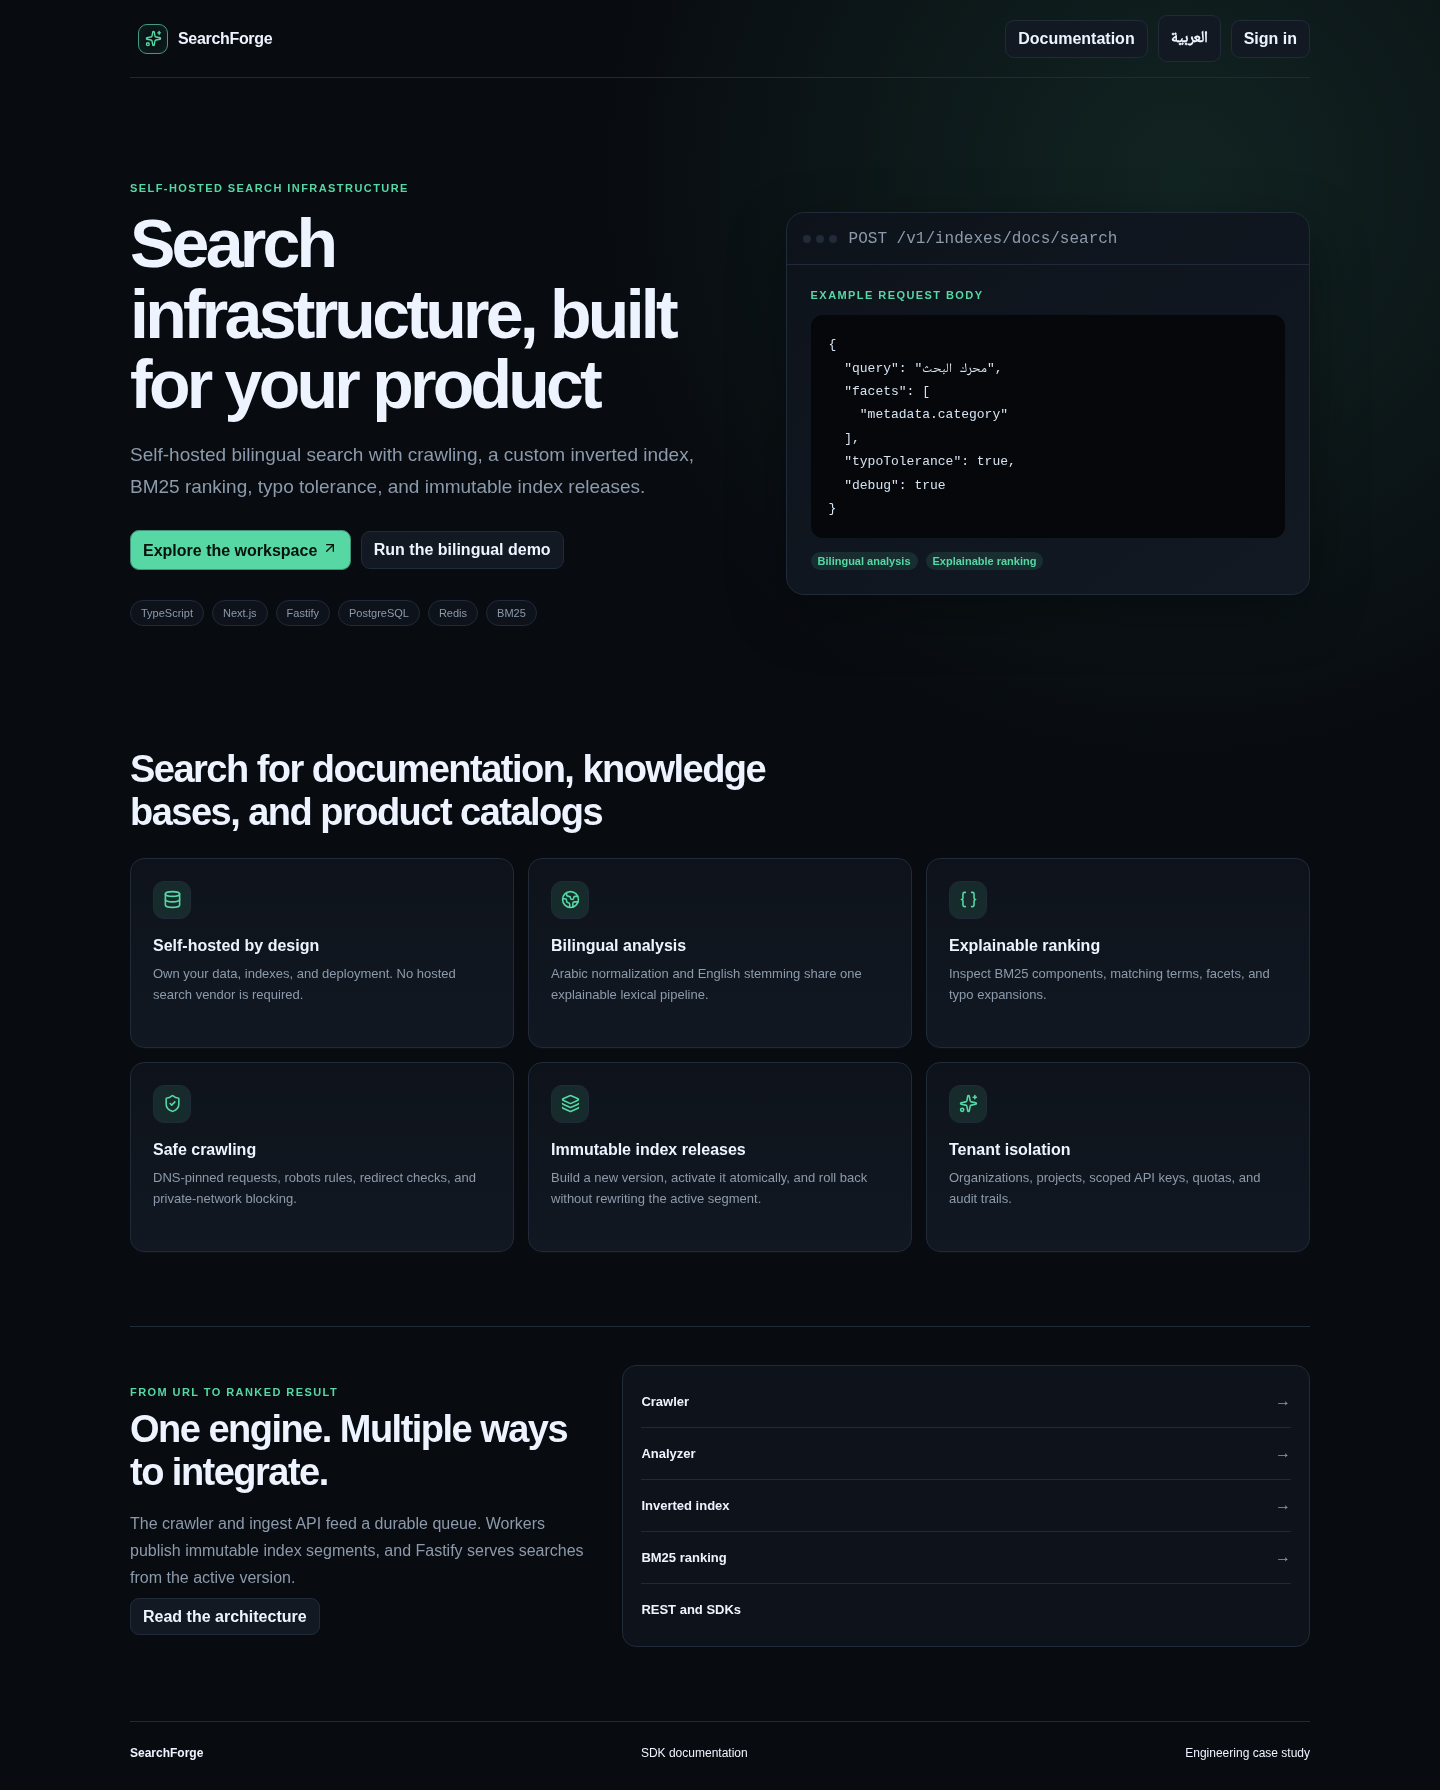 SearchForge
Documentation
العربية
Sign in
SELF-HOSTED SEARCH INFRASTRUCTURE
Search
infrastructure, built
for your product
Self-hosted bilingual search with crawling, a custom inverted index,
BM25 ranking, typo tolerance, and immutable index releases.
Explore the workspace
Run the bilingual demo
TypeScript
Next.js
Fastify
PostgreSQL
Redis
BM25
POST /v1/indexes/docs/search
EXAMPLE REQUEST BODY
{
"query": "محرك البحث",
"facets": [
"metadata.category"
],
"typoTolerance": true,
"debug": true
}
Bilingual analysis
Explainable ranking
Search for documentation, knowledge
bases, and product catalogs
Self-hosted by design
Own your data, indexes, and deployment. No hosted
search vendor is required.
Bilingual analysis
Arabic normalization and English stemming share one
explainable lexical pipeline.
Explainable ranking
Inspect BM25 components, matching terms, facets, and
typo expansions.
Safe crawling
DNS-pinned requests, robots rules, redirect checks, and
private-network blocking.
Immutable index releases
Build a new version, activate it atomically, and roll back
without rewriting the active segment.
Tenant isolation
Organizations, projects, scoped API keys, quotas, and
audit trails.
FROM URL TO RANKED RESULT
One engine. Multiple ways
to integrate.
The crawler and ingest API feed a durable queue. Workers
publish immutable index segments, and Fastify serves searches
from the active version.
Read the architecture
Crawler →
Analyzer →
Inverted index →
BM25 ranking →
REST and SDKs
SearchForge
SDK documentation
Engineering case study